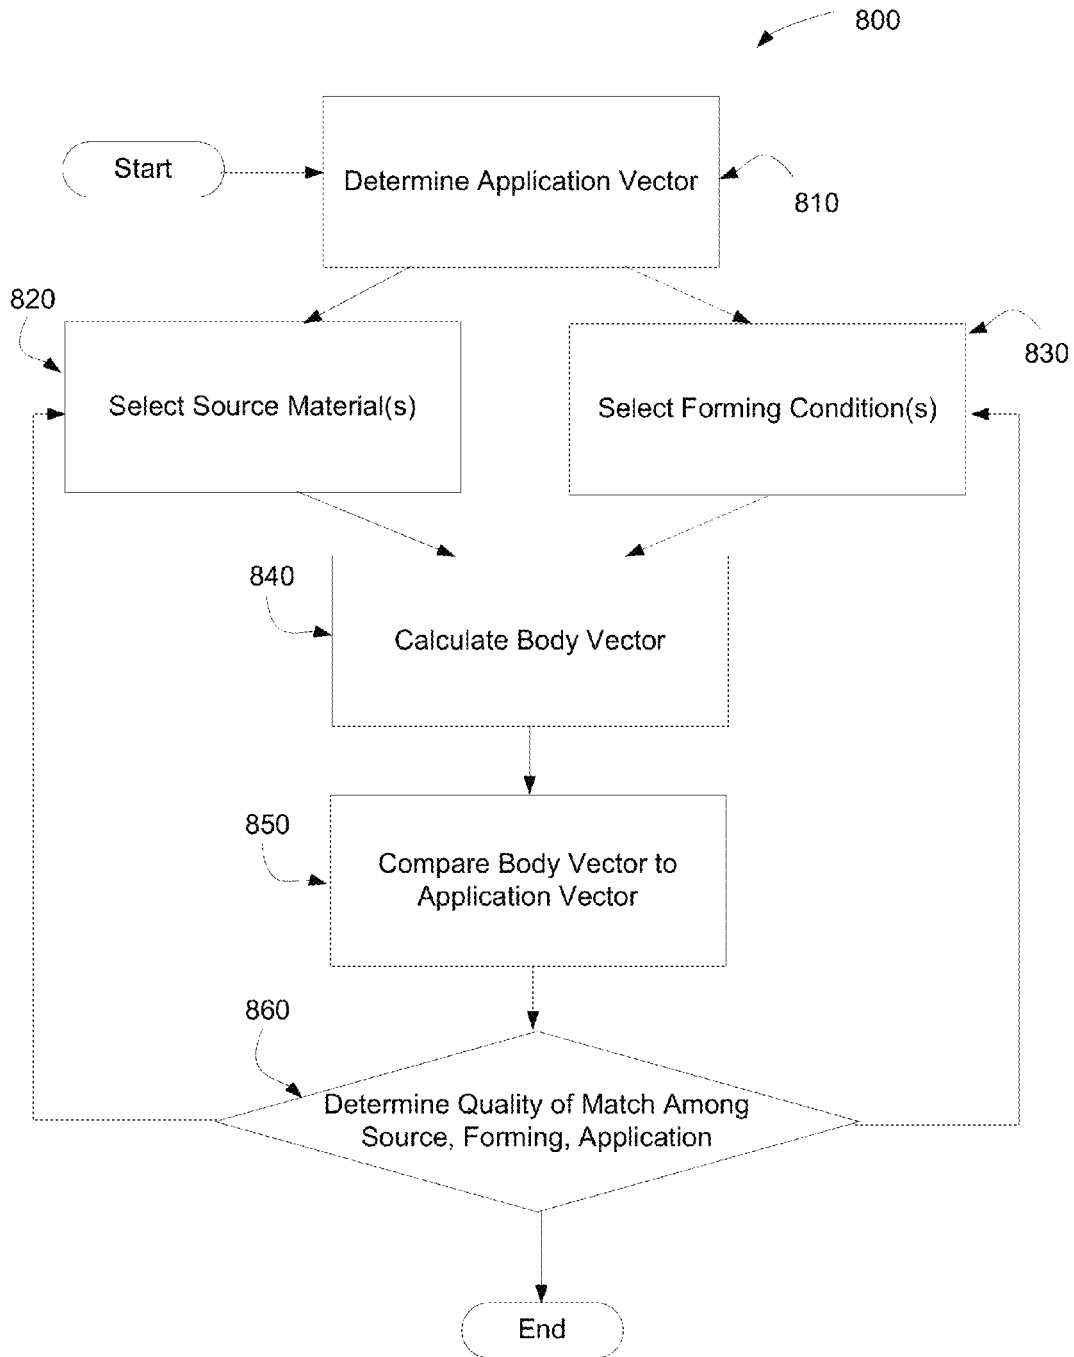 800
Start
Determine Application Vector
810
820
830
Select Source Material(s)
Select Forming Condition(s)
840
Calculate Body Vector
850
Compare Body Vector to
Application Vector
860
Determine Quality of Match Among
Source, Forming, Application
End